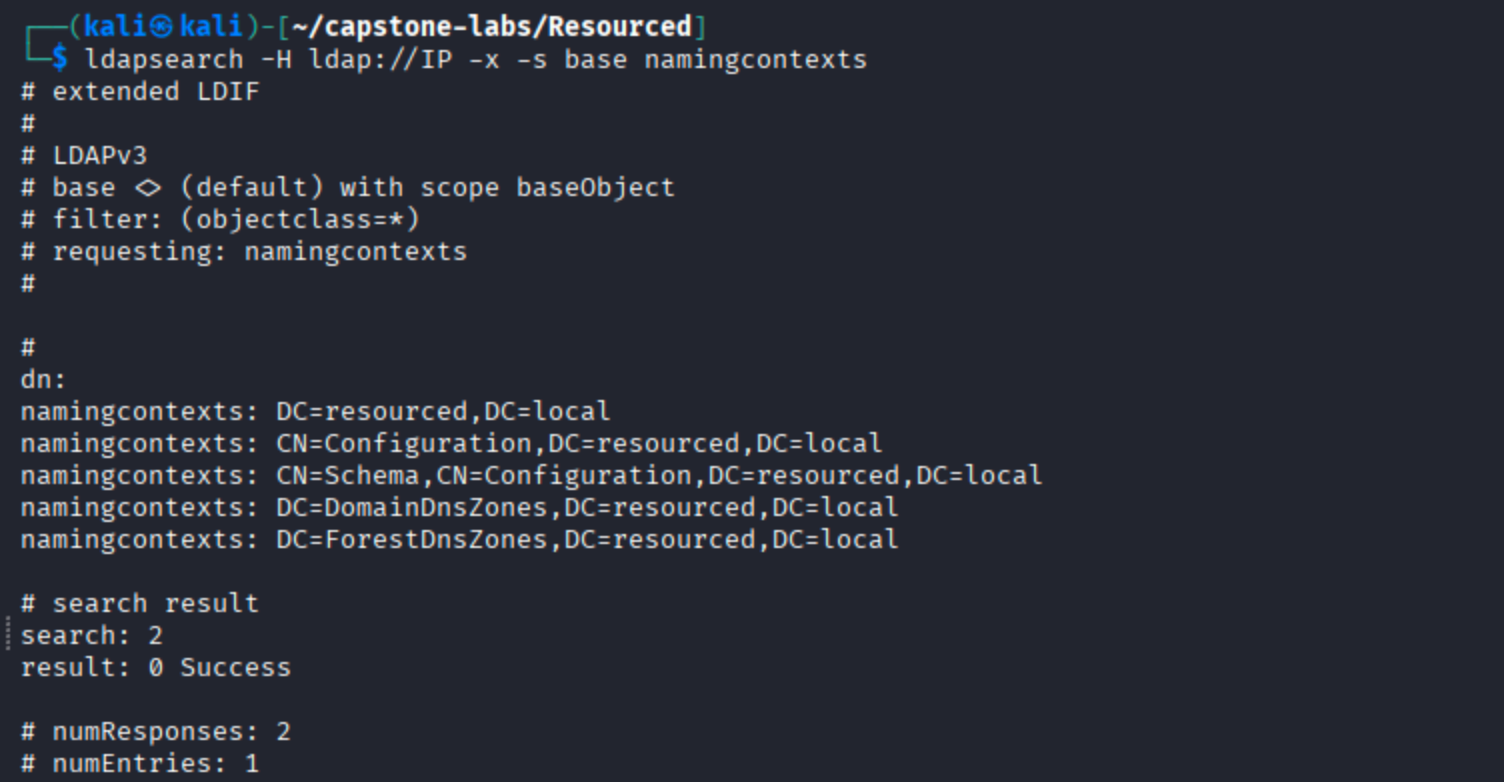 ┌──(kali㉿kali)-[~/capstone-labs/Resourced]
└─$ ldapsearch -H ldap://IP -x -s base namingcontexts
# extended LDIF
#
# LDAPv3
# base <> (default) with scope baseObject
# filter: (objectclass=*)
# requesting: namingcontexts
#
#
dn:
namingcontexts: DC=resourced,DC=local
namingcontexts: CN=Configuration,DC=resourced,DC=local
namingcontexts: CN=Schema,CN=Configuration,DC=resourced,DC=local
namingcontexts: DC=DomainDnsZones,DC=resourced,DC=local
namingcontexts: DC=ForestDnsZones,DC=resourced,DC=local
# search result
search: 2
result: 0 Success
# numResponses: 2
# numEntries: 1